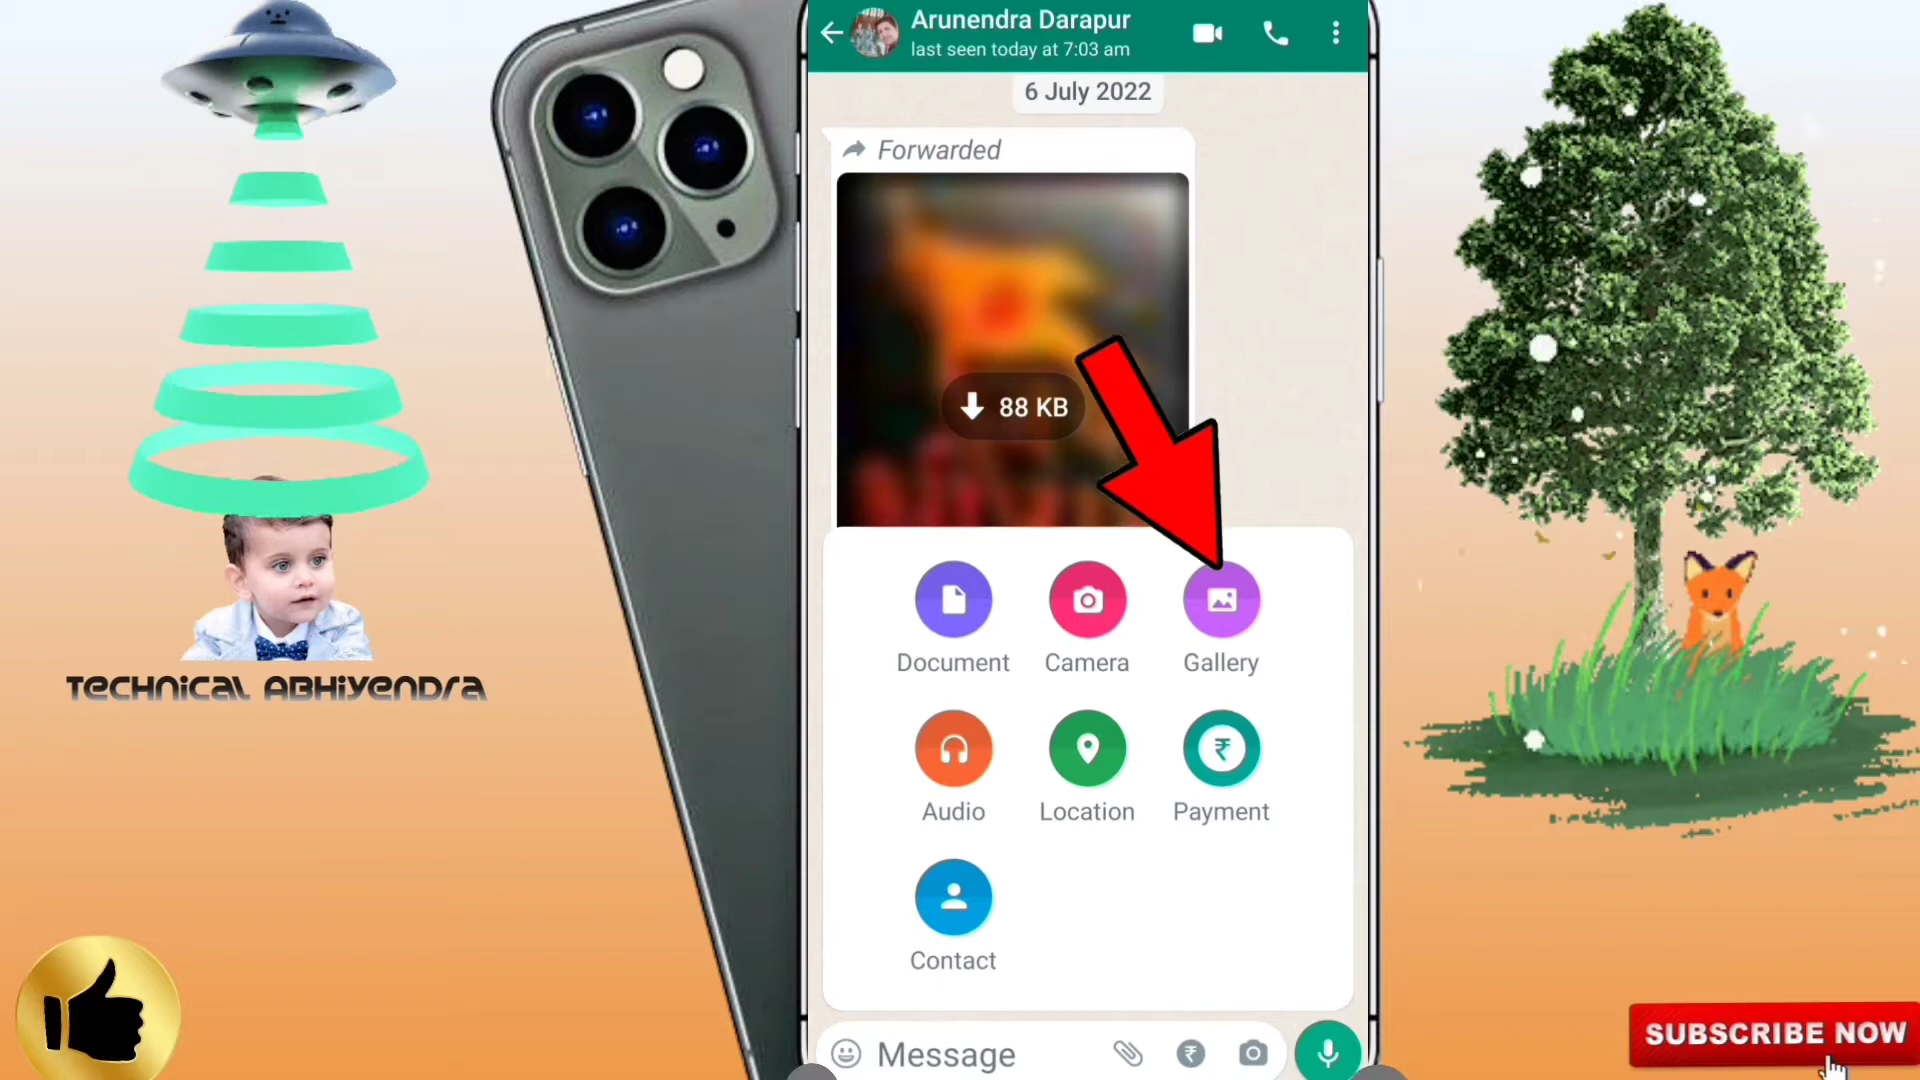 Arunendra Darapur
last seen today at 7:03 am
6 July 2022
Forwarded
88 KB
Document Camera Gallery
Audio Location Payment
Contact
Message
TECHNICAL ABHIYENDRA
SUBSCRIBE NOW